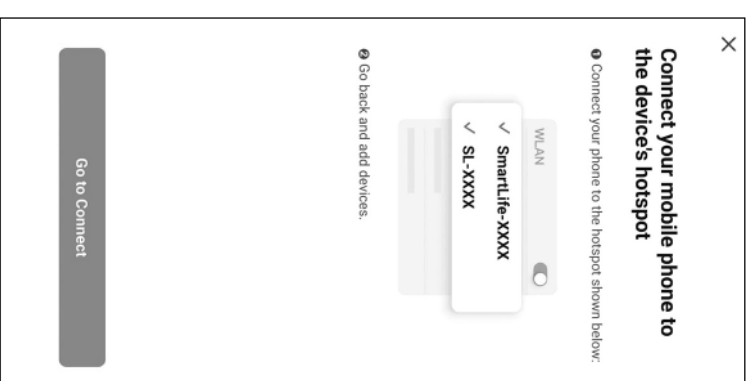 Connect your mobile phone to
the device's hotspot
❶ Connect your phone to the hotspot shown below:
WLAN
✓ SmartLife-XXXX
✓ SL-XXXX
❷ Go back and add devices.
Go to Connect